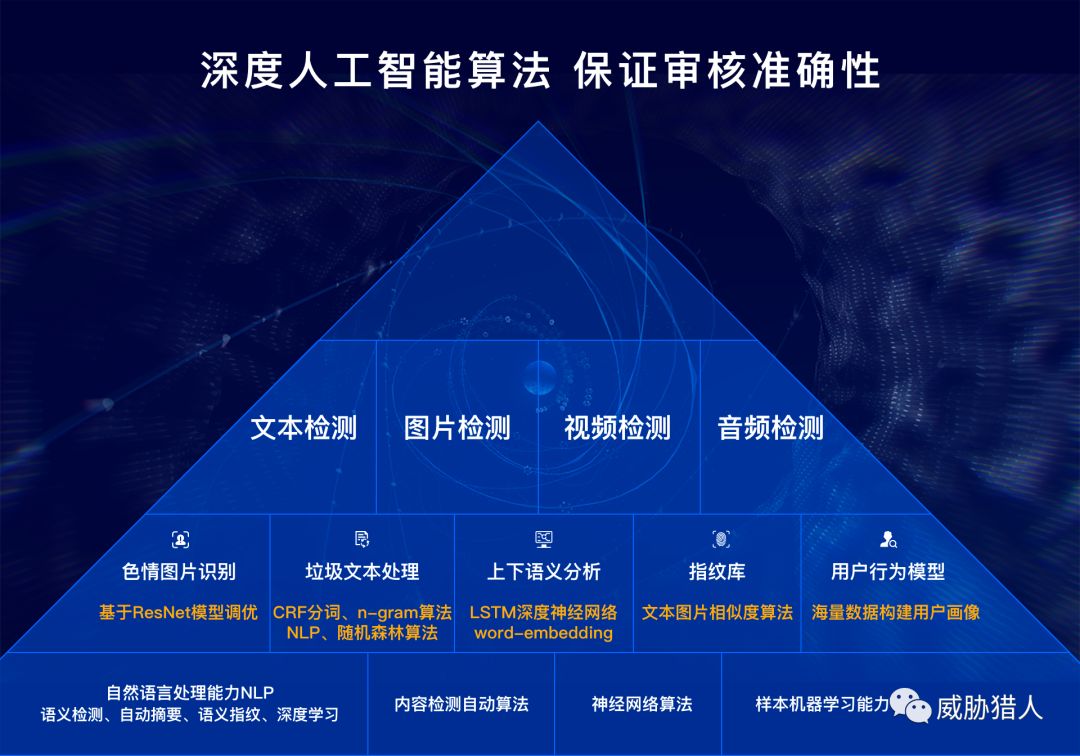 深度人工智能算法 保证审核准确性
文本检测
图片检测
视频检测
音频检测
色情图片识别
基于ResNet模型调优
垃圾文本处理
CRF分词、n-gram算法
NLP、随机森林算法
上下语义分析
LSTM深度神经网络
word-embedding
指纹库
文本图片相似度算法
用户行为模型
海量数据构建用户画像
自然语言处理能力NLP
语义检测、自动摘要、语义指纹、深度学习
内容检测自动算法
神经网络算法
样本机器学习能力
威胁猎人